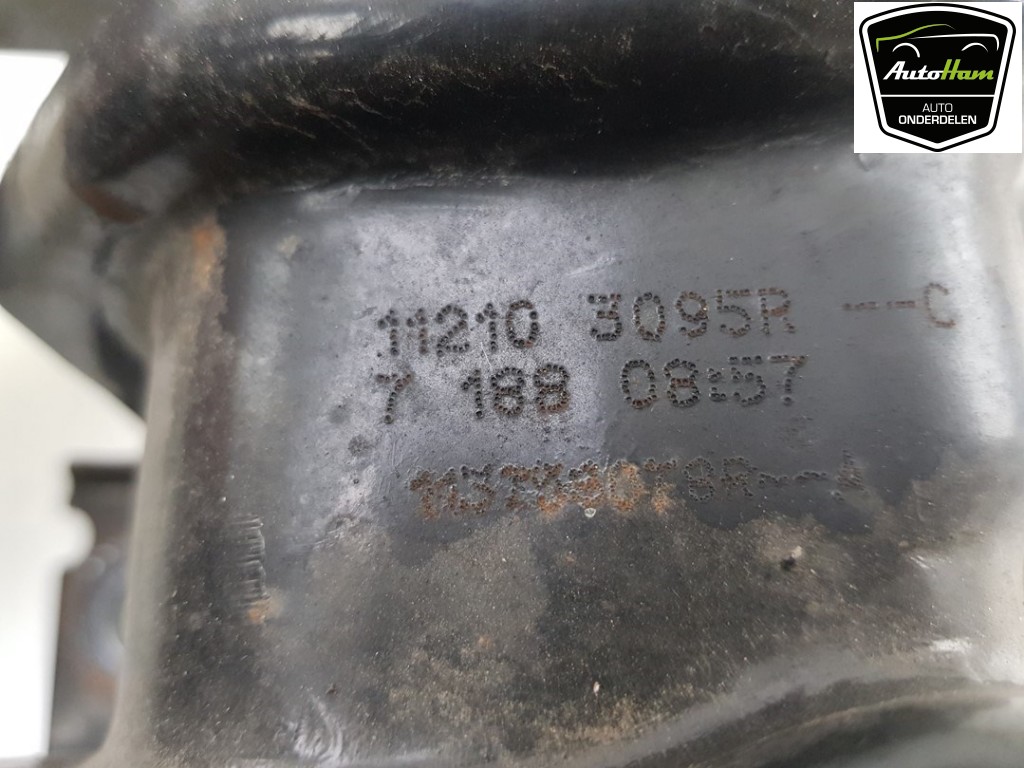 AutoHam
AUTO
ONDERDELEN
11210 3095R ---C
7 188 08:57